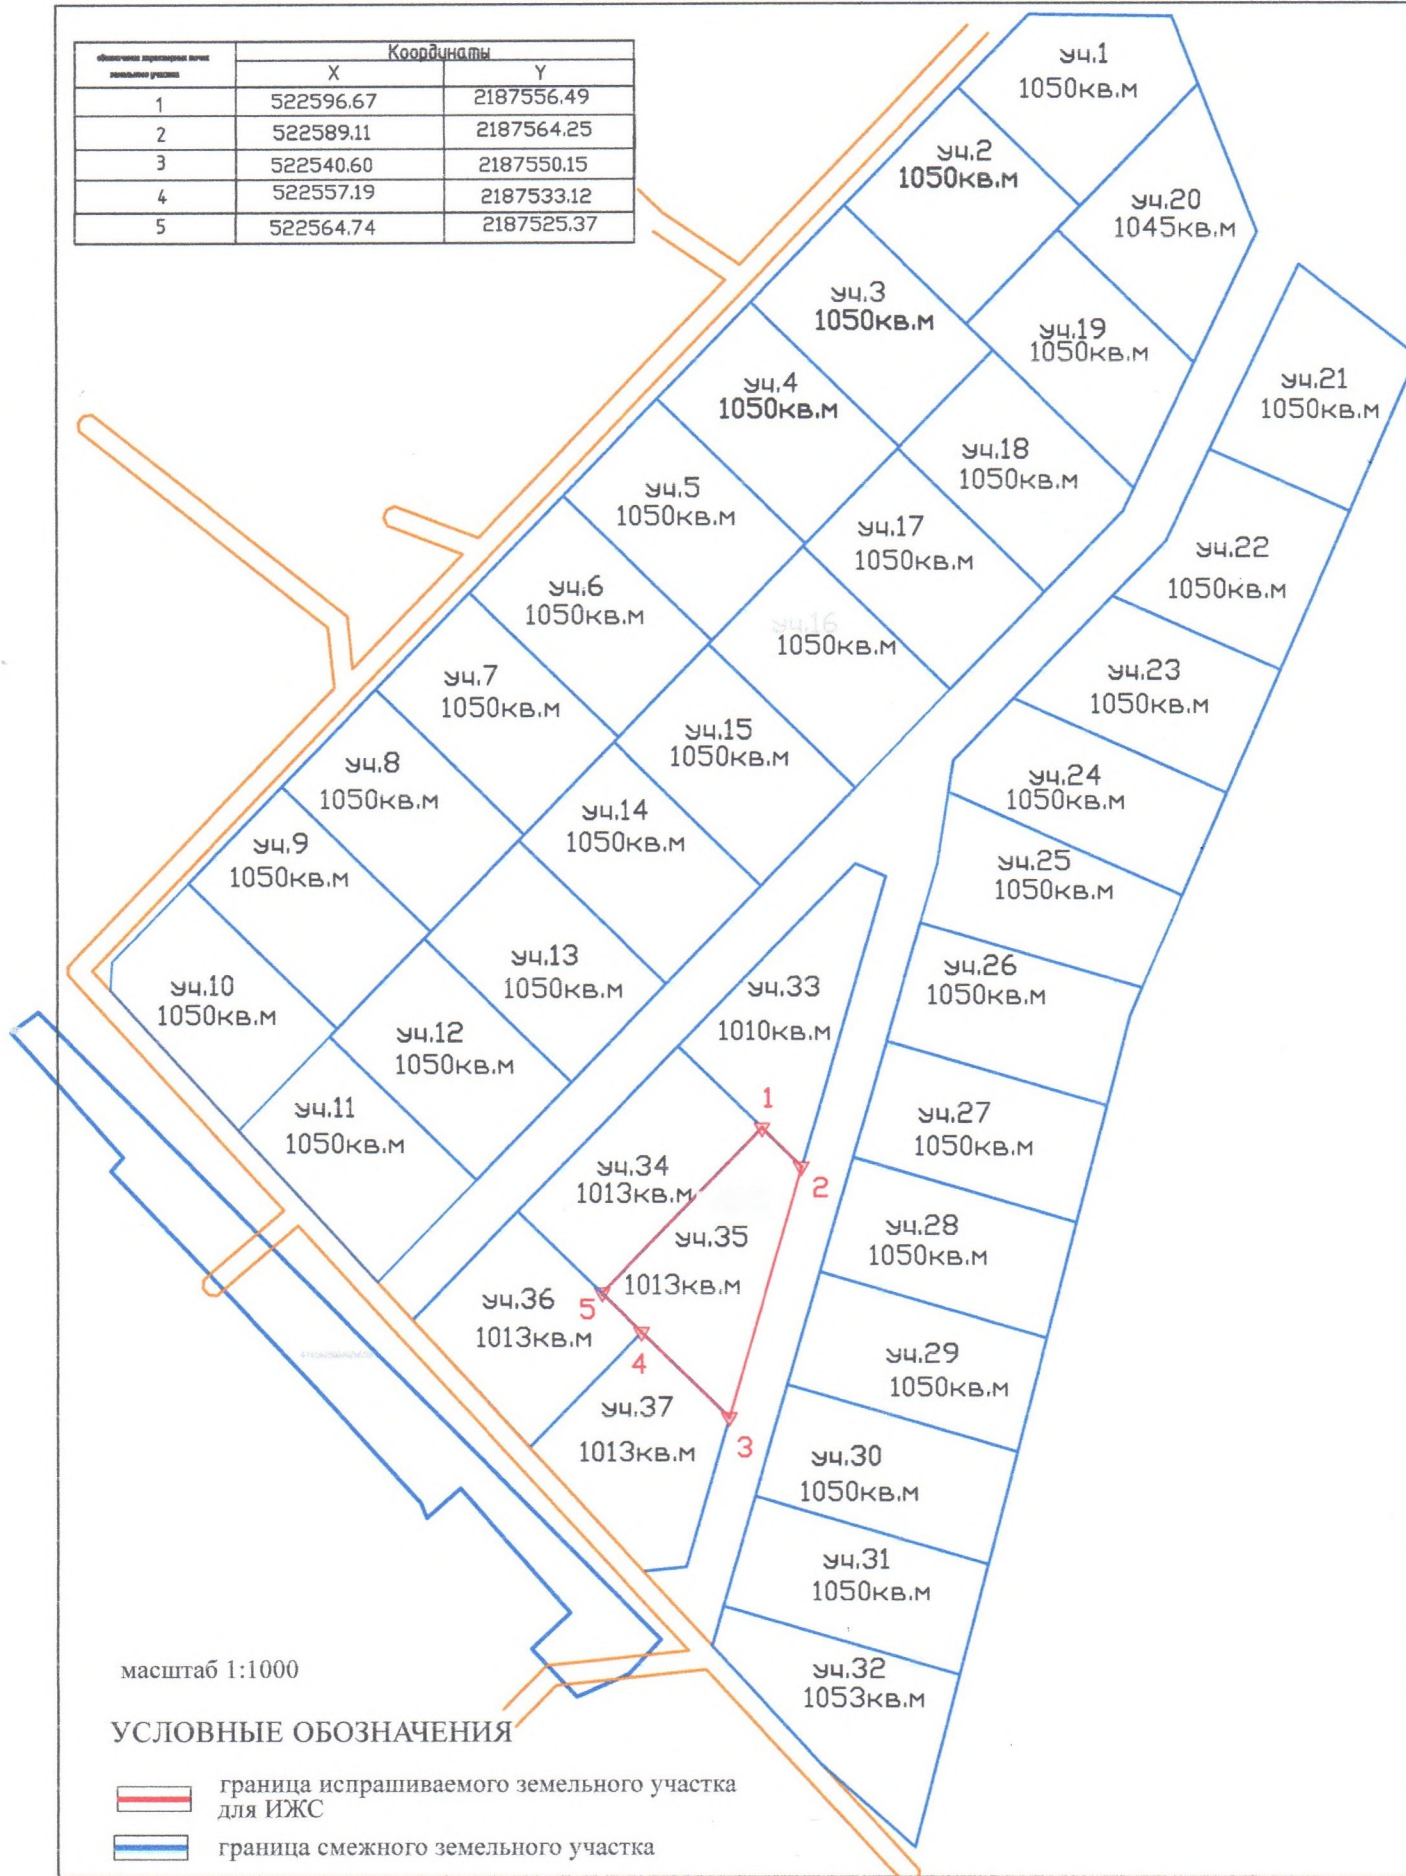 Координаты
X Y
1 522596.67 2187556.49
2 522589.11 2187564.25
3 522540.60 2187550.15
4 522557.19 2187533.12
5 522564.74 2187525.37
уч.1
1050кв.м
уч.2
1050кв.м
уч.20
1045кв.м
уч.3
1050кв.м
уч.19
1050кв.м
уч.4
1050кв.м
уч.21
1050кв.м
уч.18
1050кв.м
уч.5
1050кв.м
уч.17
1050кв.м
уч.22
1050кв.м
уч.6
1050кв.м
уч.16
1050кв.м
уч.7
1050кв.м
уч.23
1050кв.м
уч.15
1050кв.м
уч.8
1050кв.м
уч.24
1050кв.м
уч.14
1050кв.м
уч.9
1050кв.м
уч.25
1050кв.м
уч.13
1050кв.м
уч.26
1050кв.м
уч.10
1050кв.м
уч.33
1010кв.м
уч.12
1050кв.м
уч.11
1050кв.м
1
уч.27
1050кв.м
уч.34
1013кв.м
2
уч.35
1013кв.м
уч.28
1050кв.м
5
уч.36
1013кв.м
4
уч.29
1050кв.м
уч.37
1013кв.м
3
уч.30
1050кв.м
уч.31
1050кв.м
уч.32
1053кв.м
масштаб 1:1000
УСЛОВНЫЕ ОБОЗНАЧЕНИЯ
граница испрашиваемого земельного участка
для ИЖС
граница смежного земельного участка